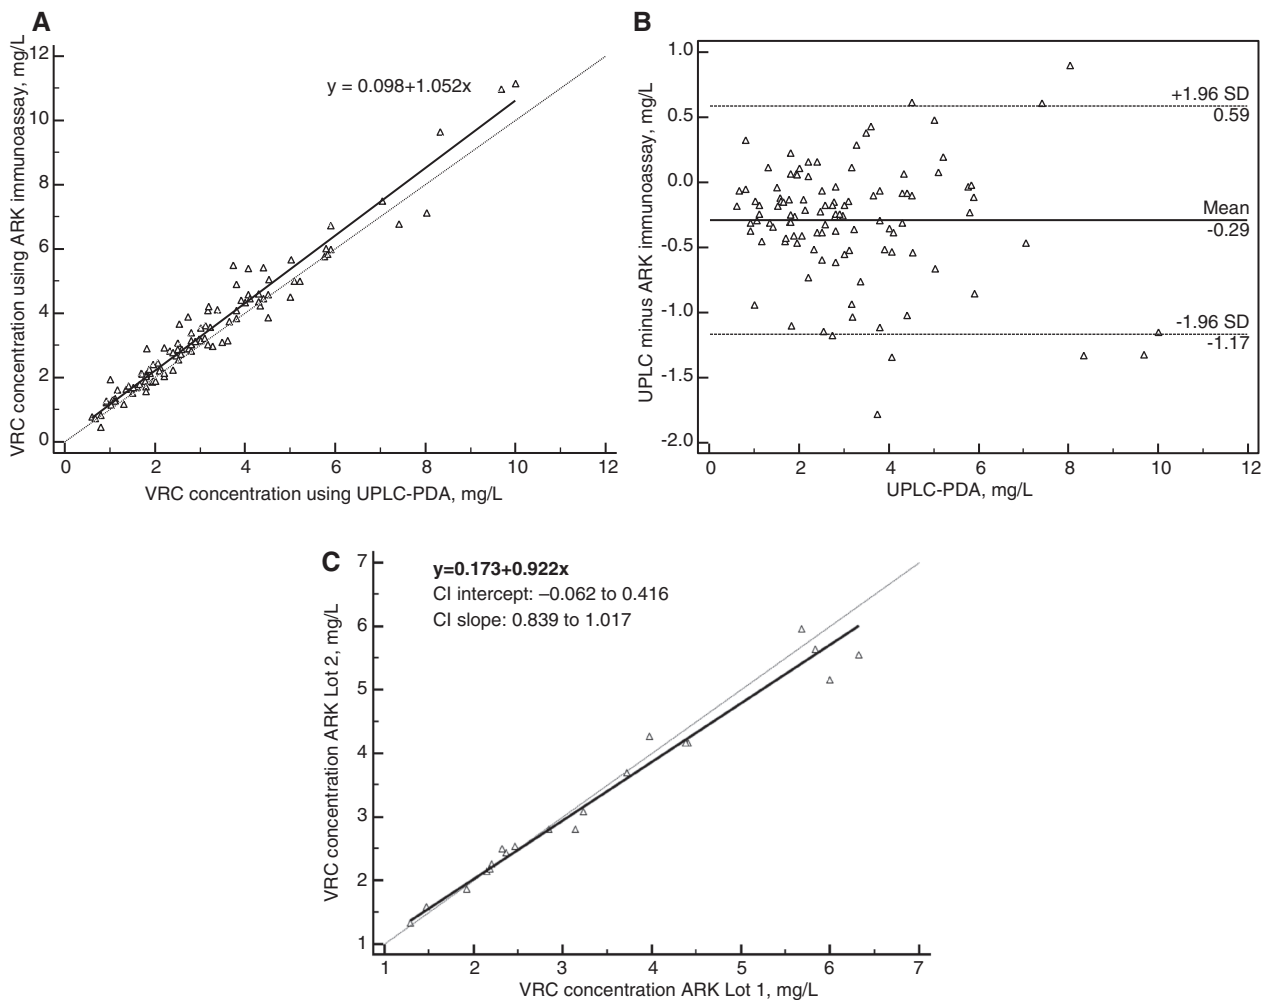 A
VRC concentration using ARK immunoassay, mg/L
12
10
8
6
4
2
0
y = 0.098+1.052x
0 2 4 6 8 10 12
VRC concentration using UPLC-PDA, mg/L
B
UPLC minus ARK immunoassay, mg/L
1.0
0.5
0.0
-0.5
-1.0
-1.5
-2.0
+1.96 SD
0.59
Mean
-0.29
-1.96 SD
-1.17
0 2 4 6 8 10 12
UPLC-PDA, mg/L
C
VRC concentration ARK Lot 2, mg/L
7
6
5
4
3
2
1
y=0.173+0.922x
CI intercept: –0.062 to 0.416
CI slope: 0.839 to 1.017
1 2 3 4 5 6 7
VRC concentration ARK Lot 1, mg/L